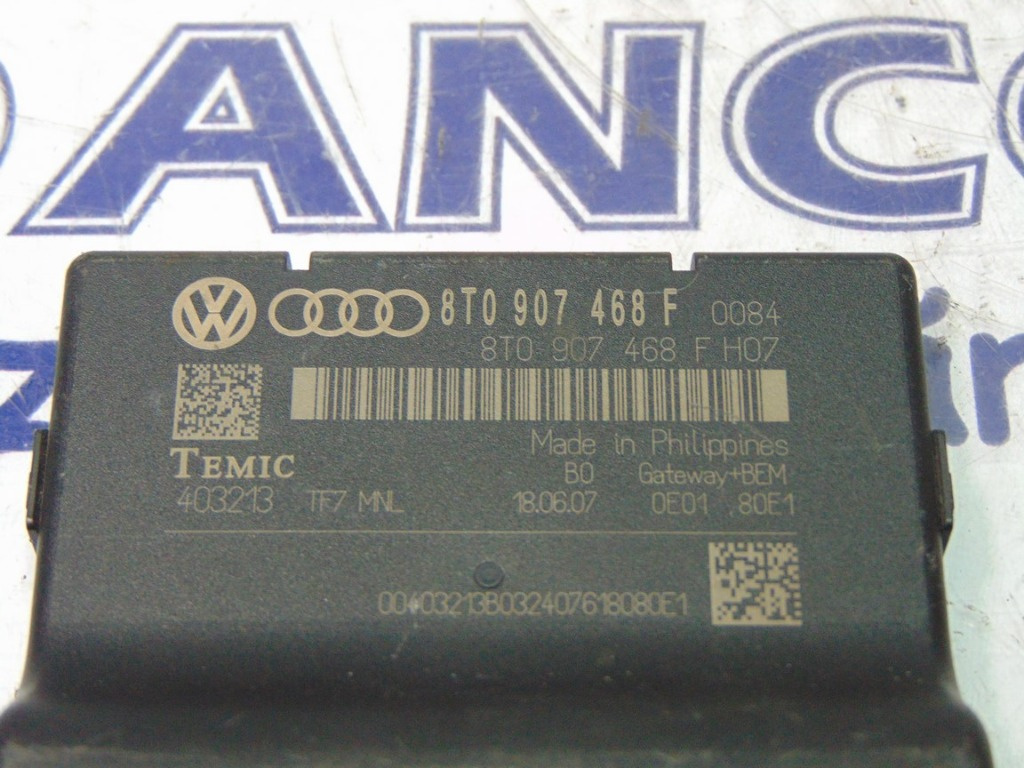 ANC
8T0 907 468 F 0084
8T0 907 468 F H07
Made in Philippines
TEMIC B0 Gateway+BEM
403213 TF7 MNL 18.06.07 0E01 80E1
00403213B032407618080E1